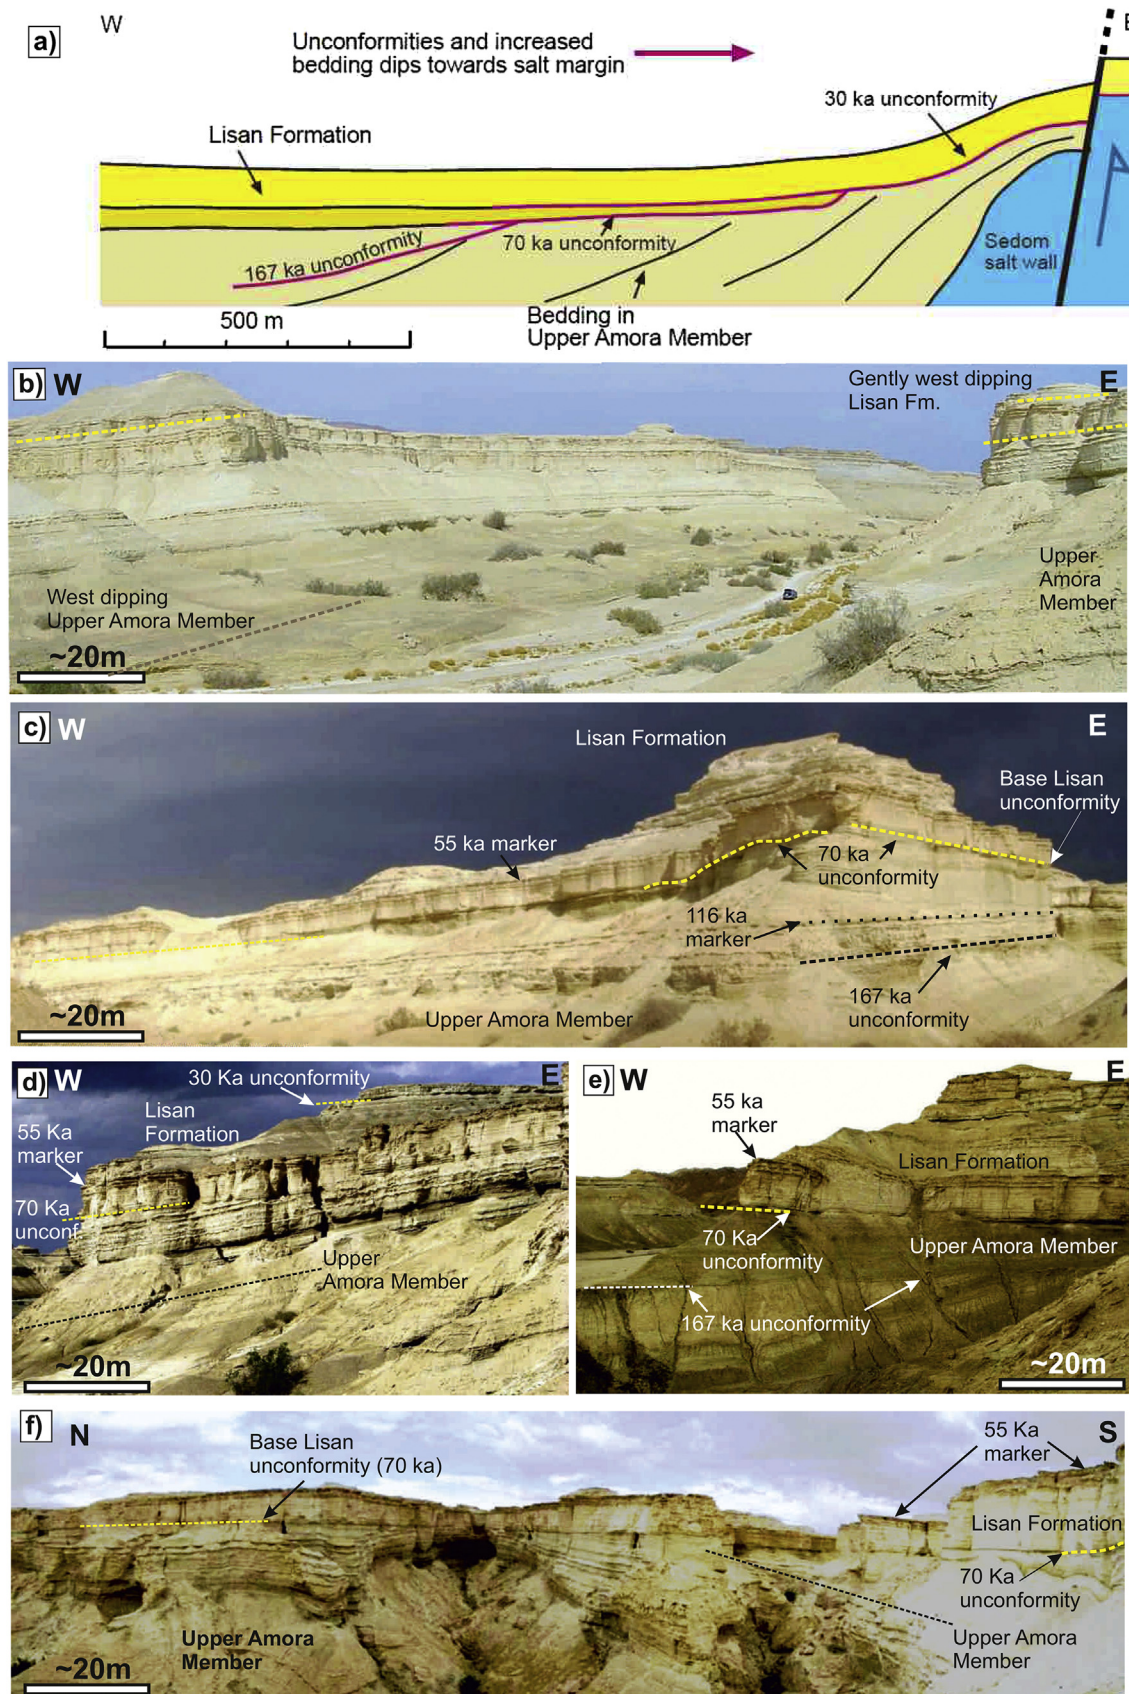 a)
W
E
Unconformities and increased
bedding dips towards salt margin
30 ka unconformity
Lisan Formation
167 ka unconformity
70 ka unconformity
Sedom
salt wall
500 m
Bedding in
Upper Amora Member
b)
W
E
Gently west dipping
Lisan Fm.
West dipping
Upper Amora Member
Upper
Amora
Member
~20m
c)
W
E
Lisan Formation
Base Lisan
unconformity
55 ka marker
70 ka
unconformity
116 ka
marker
167 ka
unconformity
Upper Amora Member
~20m
d)
W
E
30 Ka unconformity
Lisan
Formation
55 Ka
marker
70 Ka
unconf
Upper
Amora Member
~20m
e)
W
E
55 ka
marker
Lisan Formation
70 Ka
unconformity
Upper Amora Member
167 ka unconformity
~20m
f)
N
S
Base Lisan
unconformity (70 ka)
55 Ka
marker
Lisan Formation
70 Ka
unconformity
Upper Amora
Member
Upper Amora
Member
~20m